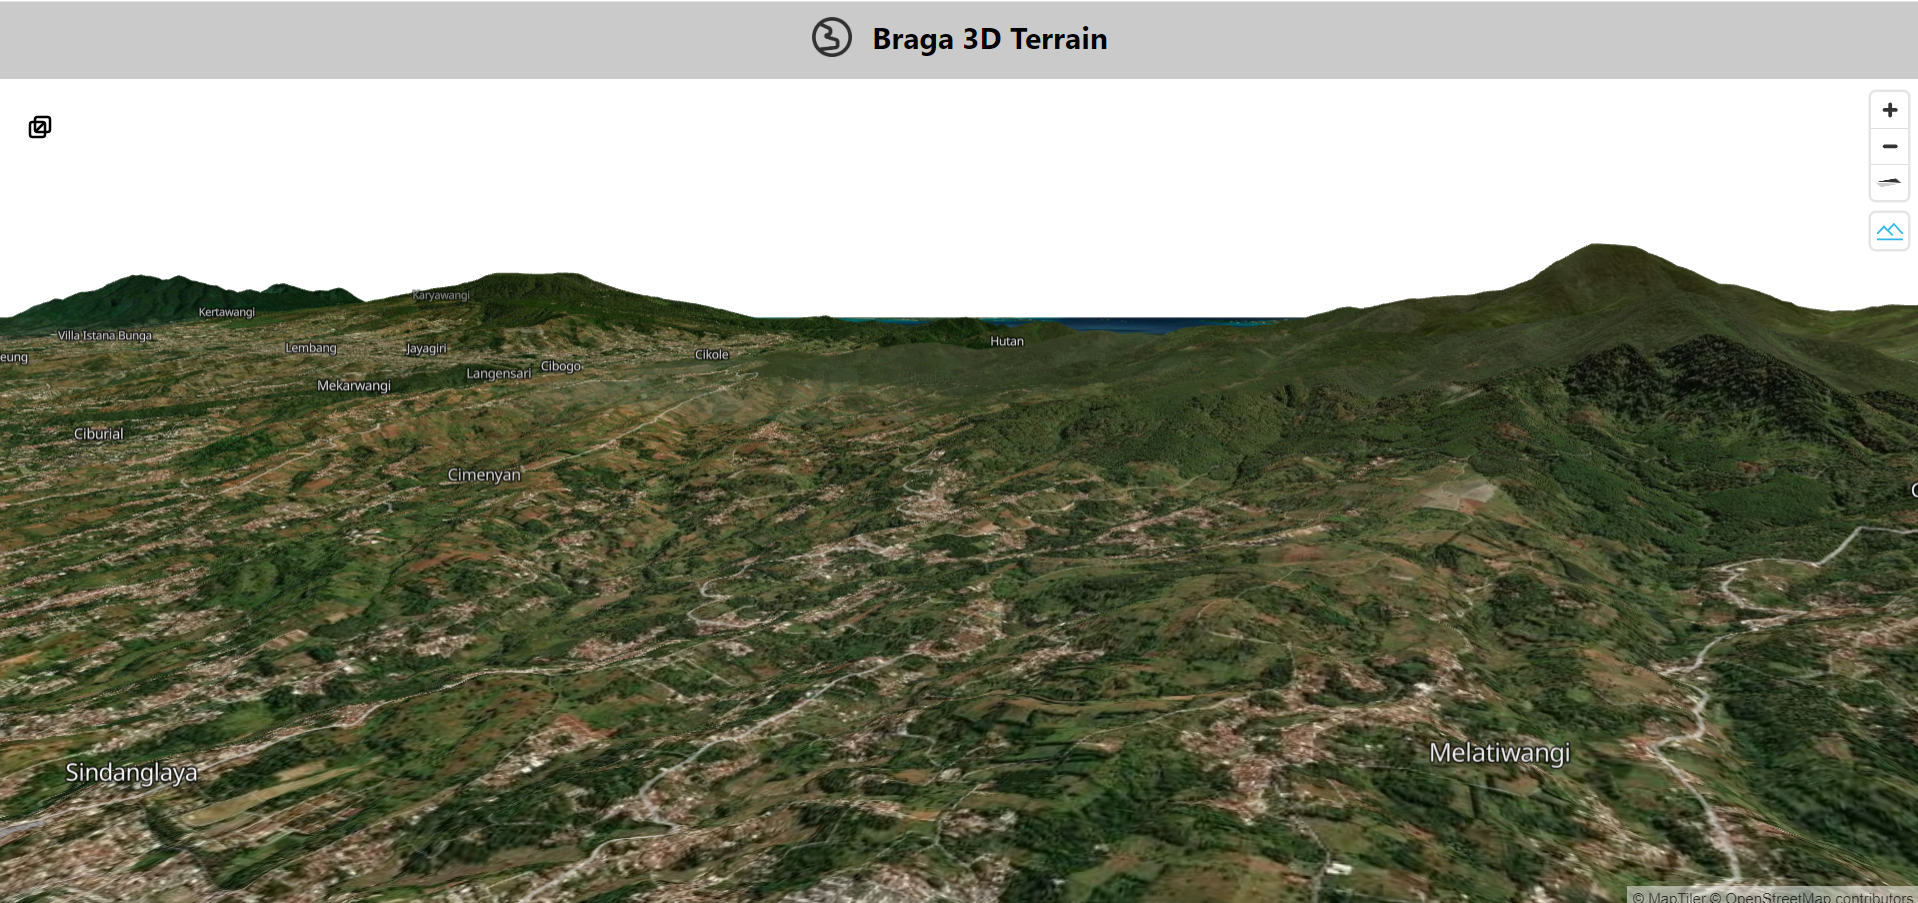 Braga 3D Terrain
Karyawangi
Kertawangi
Villa Istana Bunga
Hutan
Lembang
Jayagiri
Cikole
eung
Cibogo
Langensari
Mekarwangi
Ciburial
Cimenyan
Melatiwangi
Sindanglaya
© MapTiler © OpenStreetMap contributors